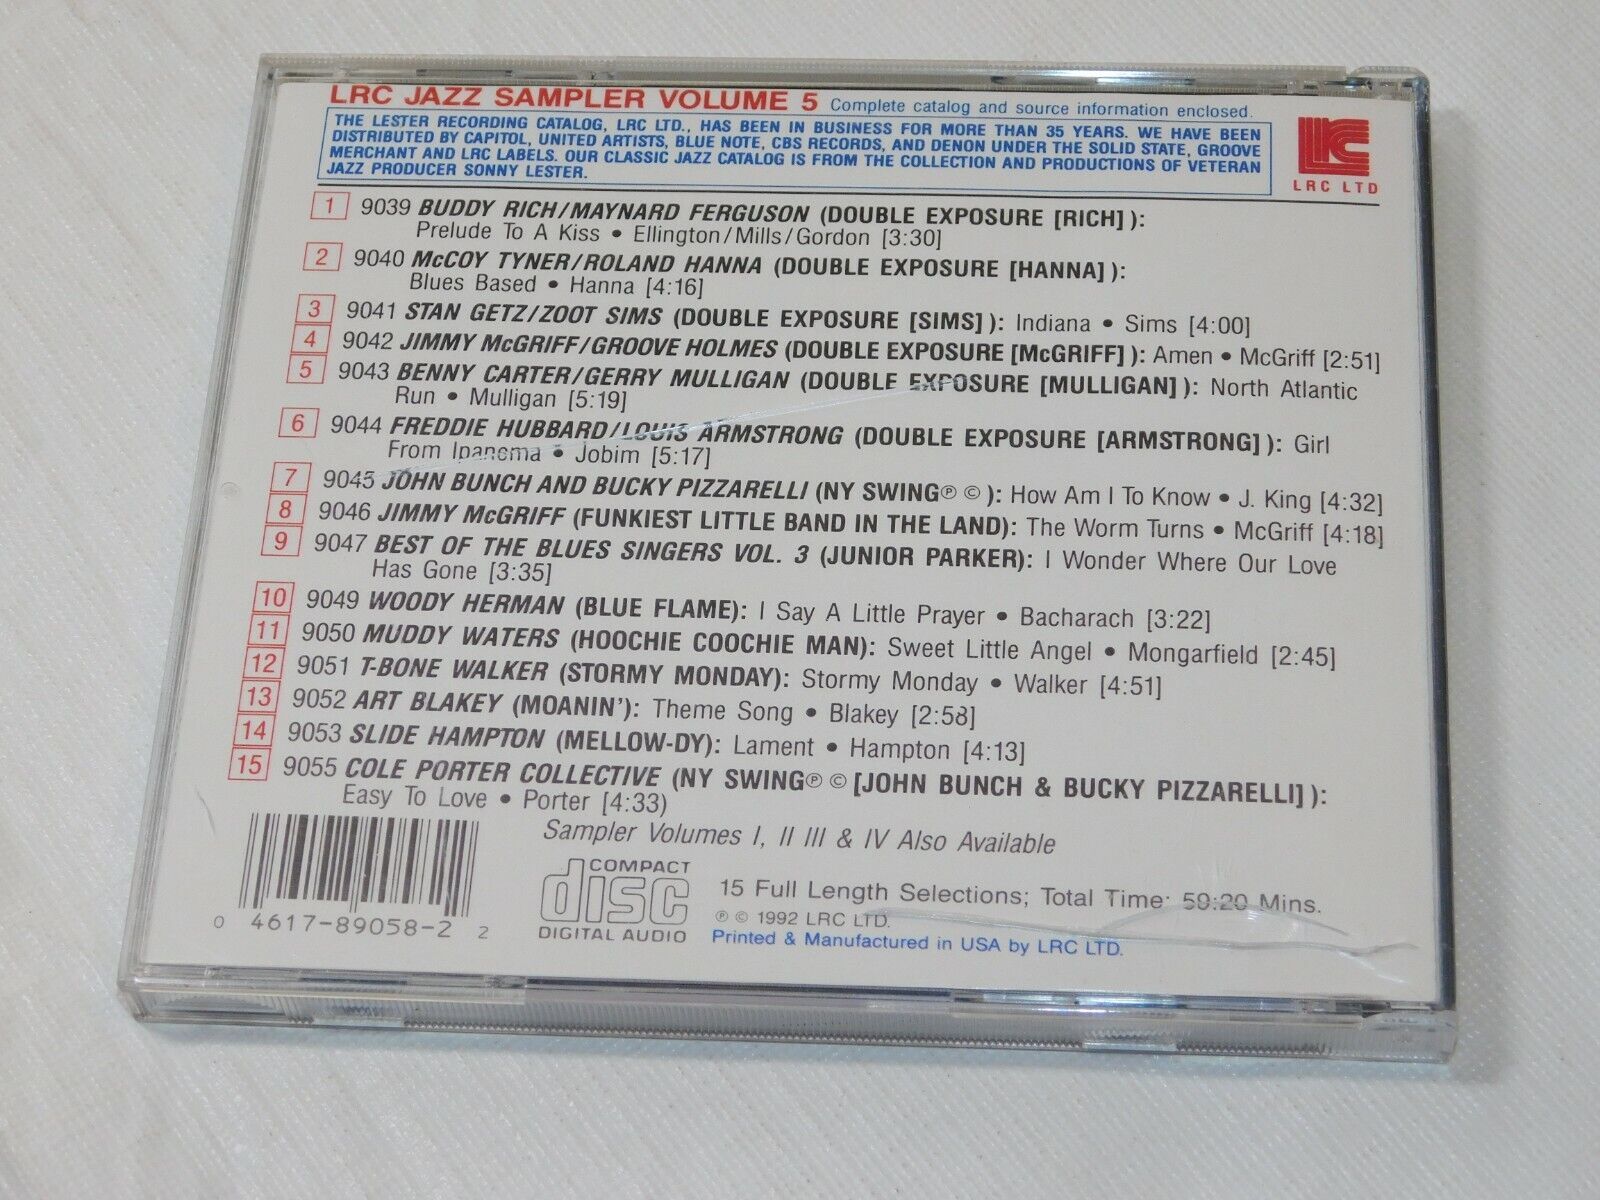 LRC JAZZ SAMPLER VOLUME 5 Complete catalog and source information enclosed.
THE LESTER RECORDING CATALOG, LRC LTD., HAS BEEN IN BUSINESS FOR MORE THAN 35 YEARS. WE HAVE BEEN
DISTRIBUTED BY CAPITOL, UNITED ARTISTS, BLUE NOTE, CBS RECORDS, AND DENON UNDER THE SOLID STATE, GROOVE
MERCHANT AND LRC LABELS. OUR CLASSIC JAZZ CATALOG IS FROM THE COLLECTION AND PRODUCTIONS OF VETERAN
JAZZ PRODUCER SONNY LESTER.
LRC
LRC LTD
1 9039 BUDDY RICH/MAYNARD FERGUSON (DOUBLE EXPOSURE [RICH] ):
Prelude To A Kiss • Ellington/Mills/Gordon [3:30]
2 9040 McCOY TYNER/ROLAND HANNA (DOUBLE EXPOSURE [HANNA] ):
Blues Based • Hanna [4:16]
3 9041 STAN GETZ/ZOOT SIMS (DOUBLE EXPOSURE [SIMS] ): Indiana • Sims [4:00]
4 9042 JIMMY McGRIFF/GROOVE HOLMES (DOUBLE EXPOSURE [McGRIFF] ): Amen • McGriff [2:51]
5 9043 BENNY CARTER/GERRY MULLIGAN (DOUBLE EXPOSURE [MULLIGAN] ): North Atlantic
Run • Mulligan [5:19]
6 9044 FREDDIE HUBBARD/LOUIS ARMSTRONG (DOUBLE EXPOSURE [ARMSTRONG] ): Girl
From Ipanema • Jobim [5:17]
7 9045 JOHN BUNCH AND BUCKY PIZZARELLI (NY SWING℗ © ): How Am I To Know • J. King [4:32]
8 9046 JIMMY McGRIFF (FUNKIEST LITTLE BAND IN THE LAND): The Worm Turns • McGriff [4:18]
9 9047 BEST OF THE BLUES SINGERS VOL. 3 (JUNIOR PARKER): I Wonder Where Our Love
Has Gone [3:35]
10 9049 WOODY HERMAN (BLUE FLAME): I Say A Little Prayer • Bacharach [3:22]
11 9050 MUDDY WATERS (HOOCHIE COOCHIE MAN): Sweet Little Angel • Mongarfield [2:45]
12 9051 T-BONE WALKER (STORMY MONDAY): Stormy Monday • Walker [4:51]
13 9052 ART BLAKEY (MOANIN'): Theme Song • Blakey [2:58]
14 9053 SLIDE HAMPTON (MELLOW-DY): Lament • Hampton [4:13]
15 9055 COLE PORTER COLLECTIVE (NY SWING℗ © [JOHN BUNCH & BUCKY PIZZARELLI] ):
Easy To Love • Porter [4:33)
Sampler Volumes I, II III & IV Also Available
COMPACT
disc
DIGITAL AUDIO
15 Full Length Selections; Total Time: 59:20 Mins.
℗ © 1992 LRC LTD.
Printed & Manufactured in USA by LRC LTD.
0 4617-89058-2 2